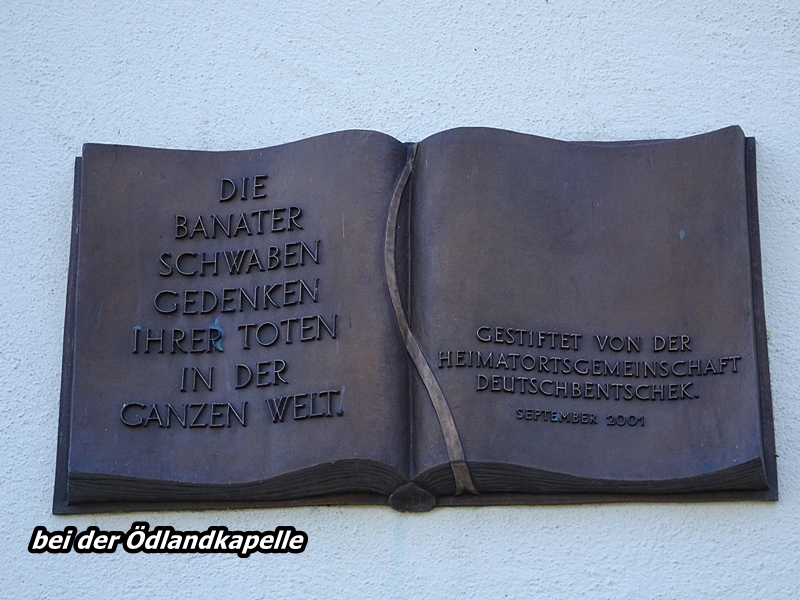 DIE
BANATER
SCHWABEN
GEDENKEN
IHRER TOTEN
IN DER
GANZEN WELT.
GESTIFTET VON DER
HEIMATORTSGEMEINSCHAFT
DEUTSCHBENTSCHEK.
SEPTEMBER 2001
bei der Ödlandkapelle